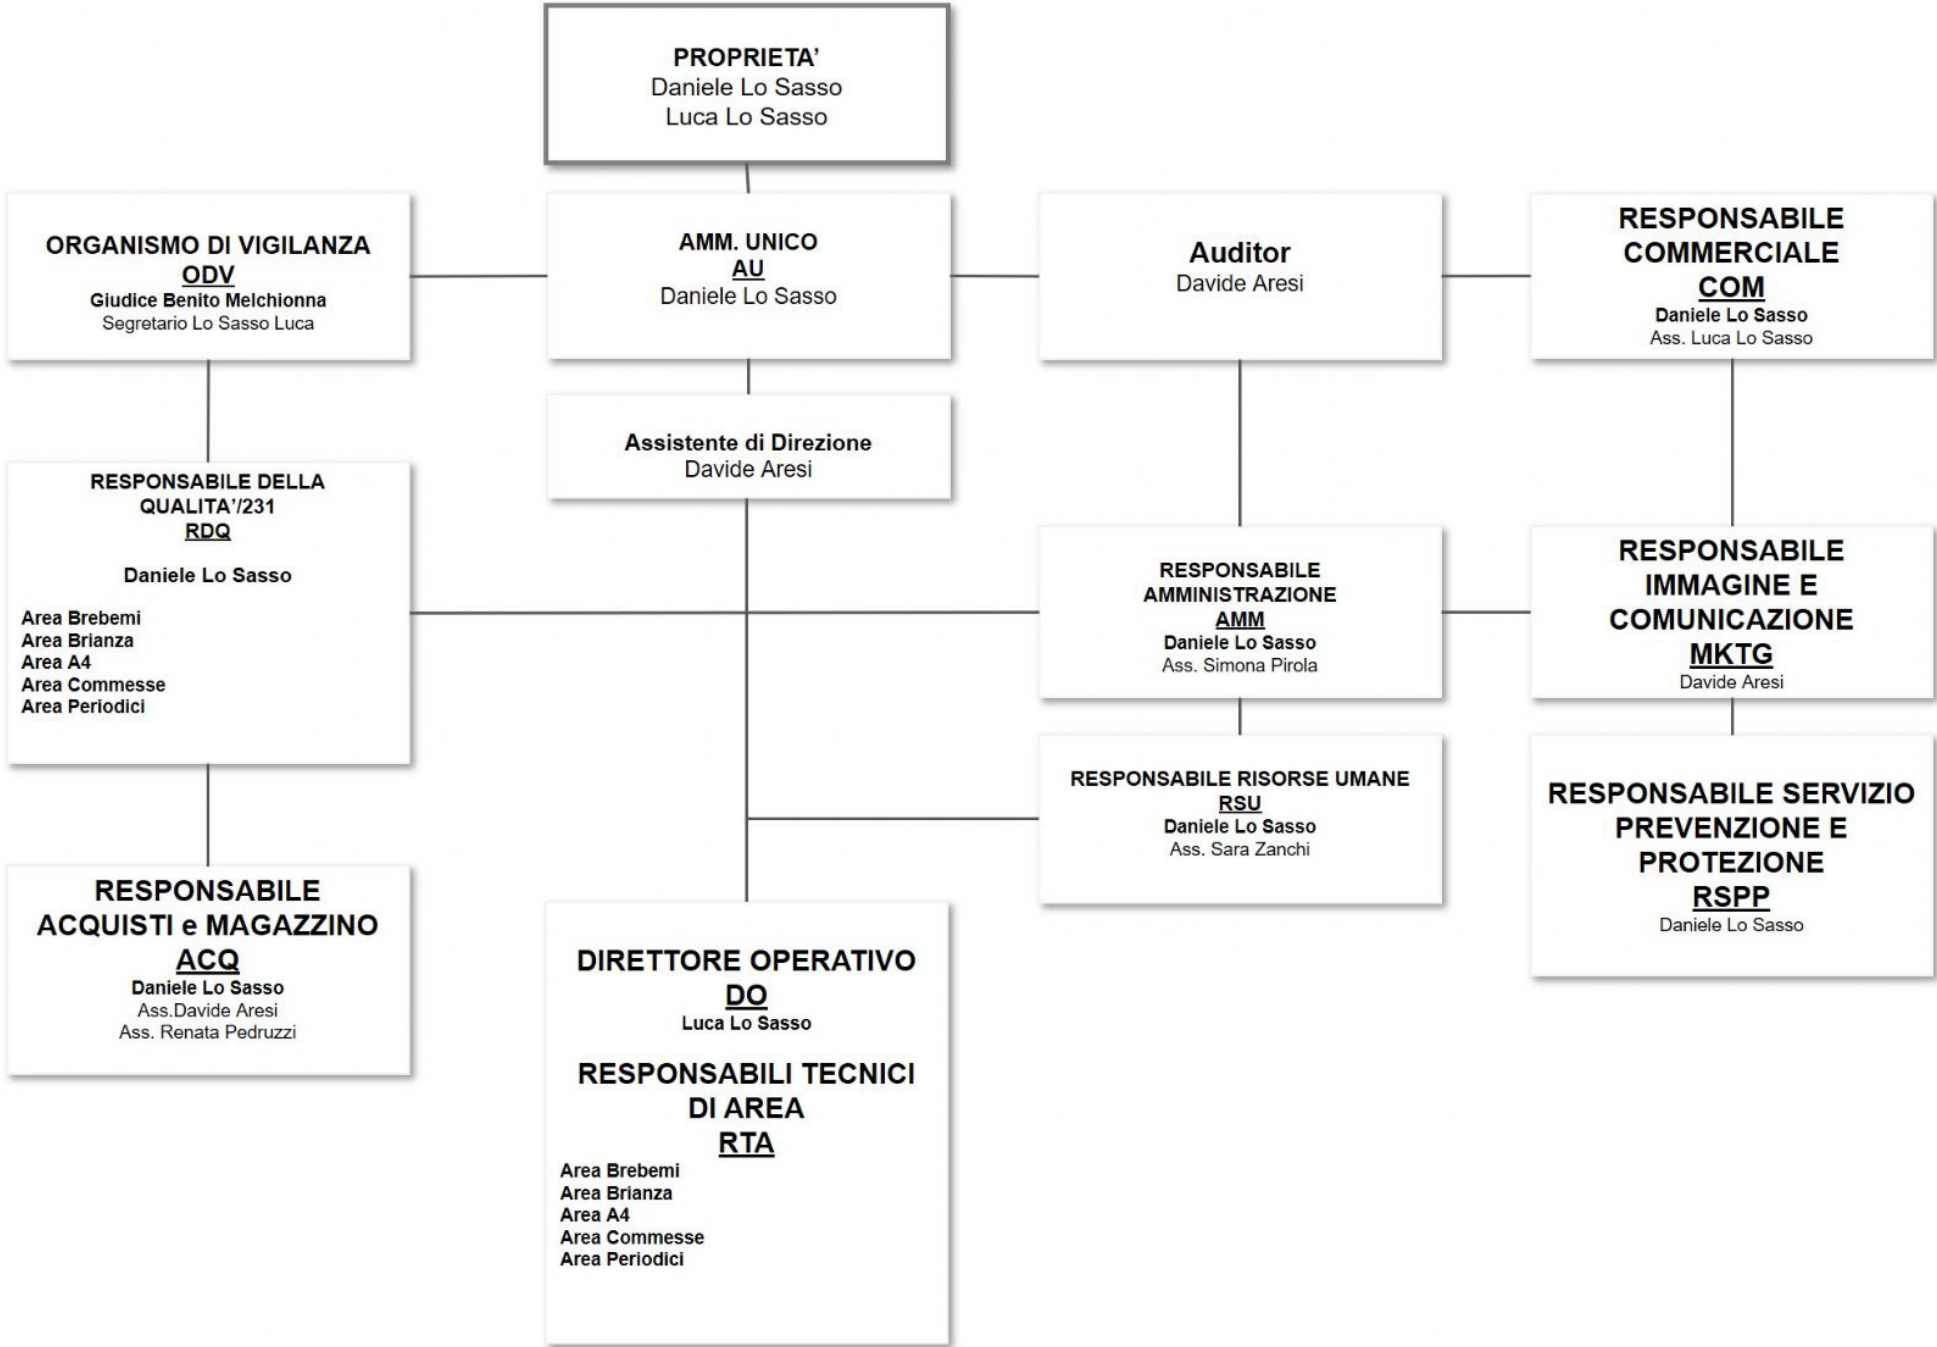 PROPRIETA’
Daniele Lo Sasso
Luca Lo Sasso
ORGANISMO DI VIGILANZA
ODV
Giudice Benito Melchionna
Segretario Lo Sasso Luca
AMM. UNICO
AU
Daniele Lo Sasso
Auditor
Davide Aresi
RESPONSABILE
COMMERCIALE
COM
Daniele Lo Sasso
Ass. Luca Lo Sasso
Assistente di Direzione
Davide Aresi
RESPONSABILE DELLA
QUALITA’/231
RDQ
Daniele Lo Sasso
Area Brebemi
Area Brianza
Area A4
Area Commesse
Area Periodici
RESPONSABILE
AMMINISTRAZIONE
AMM
Daniele Lo Sasso
Ass. Simona Pirola
RESPONSABILE
IMMAGINE E
COMUNICAZIONE
MKTG
Davide Aresi
RESPONSABILE RISORSE UMANE
RSU
Daniele Lo Sasso
Ass. Sara Zanchi
RESPONSABILE SERVIZIO
PREVENZIONE E
PROTEZIONE
RSPP
Daniele Lo Sasso
RESPONSABILE
ACQUISTI e MAGAZZINO
ACQ
Daniele Lo Sasso
Ass.Davide Aresi
Ass. Renata Pedruzzi
DIRETTORE OPERATIVO
DO
Luca Lo Sasso
RESPONSABILI TECNICI
DI AREA
RTA
Area Brebemi
Area Brianza
Area A4
Area Commesse
Area Periodici